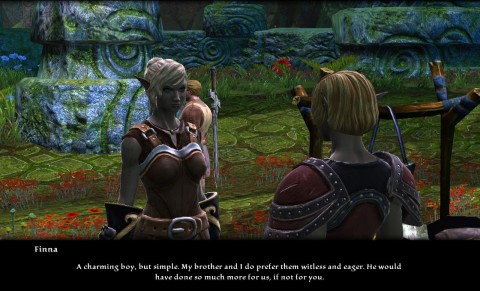 Finna
A charming boy, but simple. My brother and I do prefer them witless and eager. He would
have done so much more for us, if not for you.